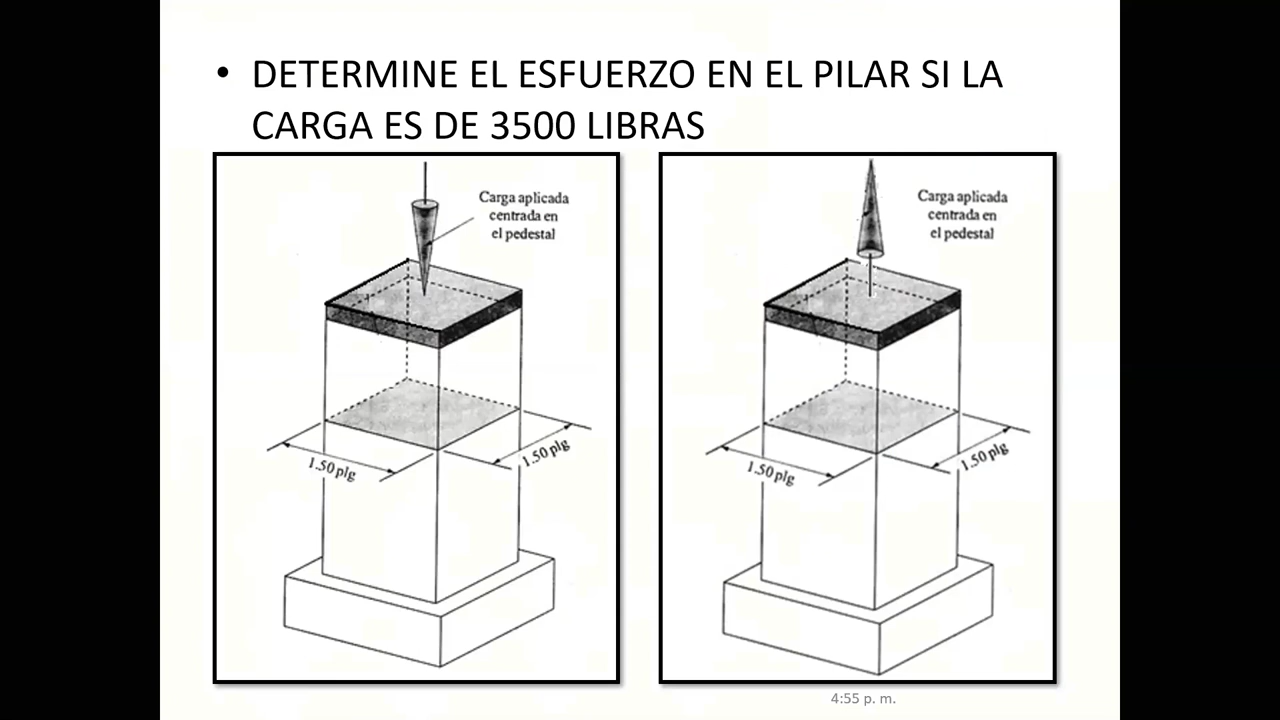 • DETERMINE EL ESFUERZO EN EL PILAR SI LA
CARGA ES DE 3500 LIBRAS
Carga aplicada
centrada en
el pedestal
1.50 plg
1.50 plg
Carga aplicada
centrada en
el pedestal
1.50 plg
1.50 plg
4:55 p. m.